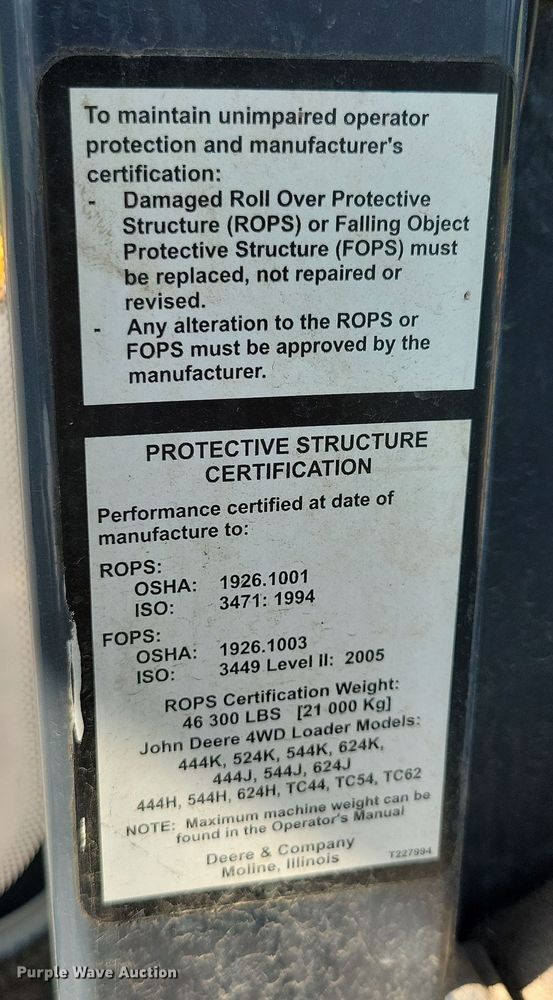 To maintain unimpaired operator
protection and manufacturer's
certification:
- Damaged Roll Over Protective
Structure (ROPS) or Falling Object
Protective Structure (FOPS) must
be replaced, not repaired or
revised.
- Any alteration to the ROPS or
FOPS must be approved by the
manufacturer.
PROTECTIVE STRUCTURE
CERTIFICATION
Performance certified at date of
manufacture to:
ROPS:
OSHA: 1926.1001
ISO: 3471: 1994
FOPS:
OSHA: 1926.1003
ISO: 3449 Level II: 2005
ROPS Certification Weight:
46 300 LBS [21 000 Kg]
John Deere 4WD Loader Models:
444K, 524K, 544K, 624K,
444J, 544J, 624J
444H, 544H, 624H, TC44, TC54, TC62
NOTE: Maximum machine weight can be
found in the Operator's Manual
Deere & Company
Moline, Illinois
T227994
Purple Wave Auction